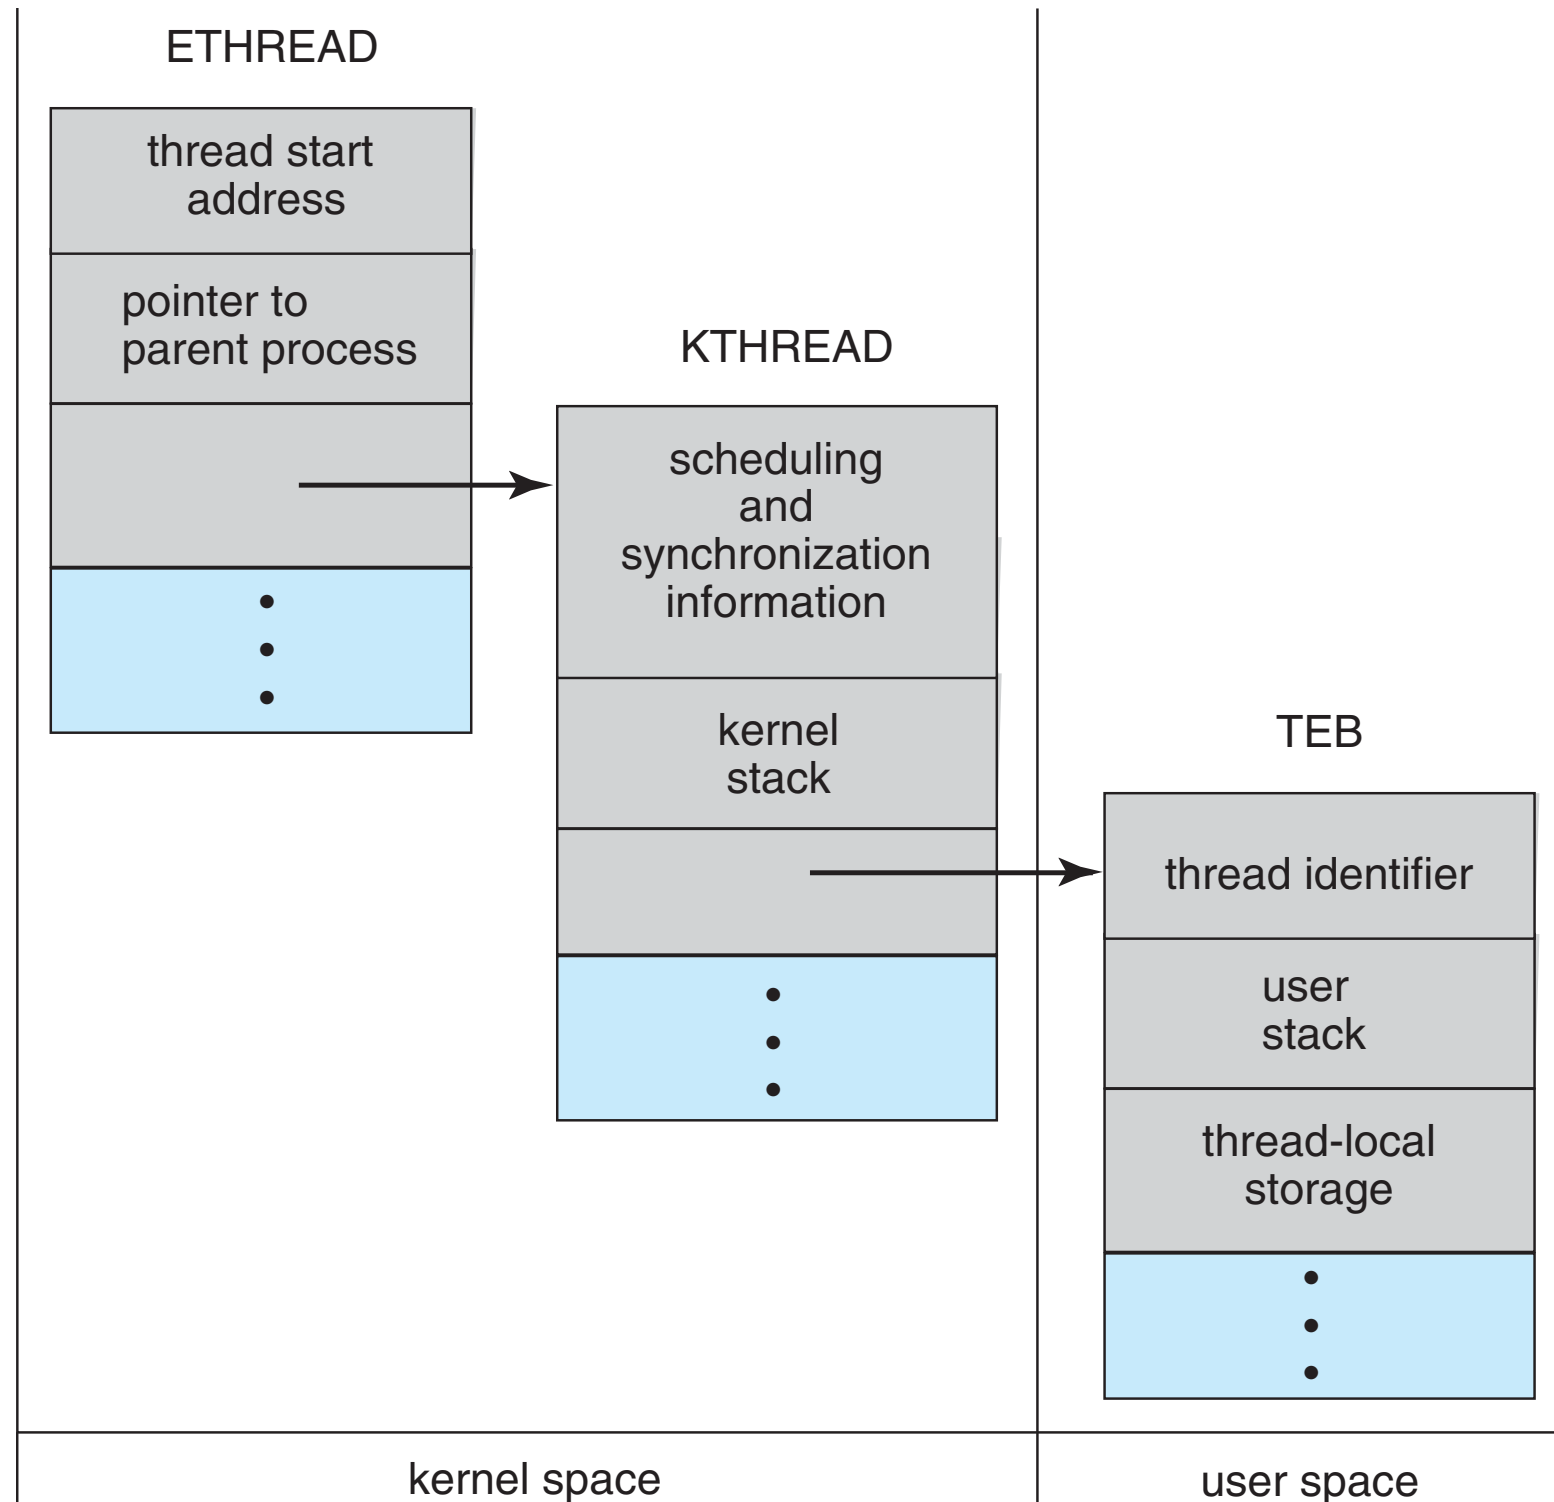 ETHREAD
thread start
address
pointer to
parent process
KTHREAD
scheduling
and
synchronization
information
kernel
stack
TEB
thread identifier
user
stack
thread-local
storage
kernel space
user space